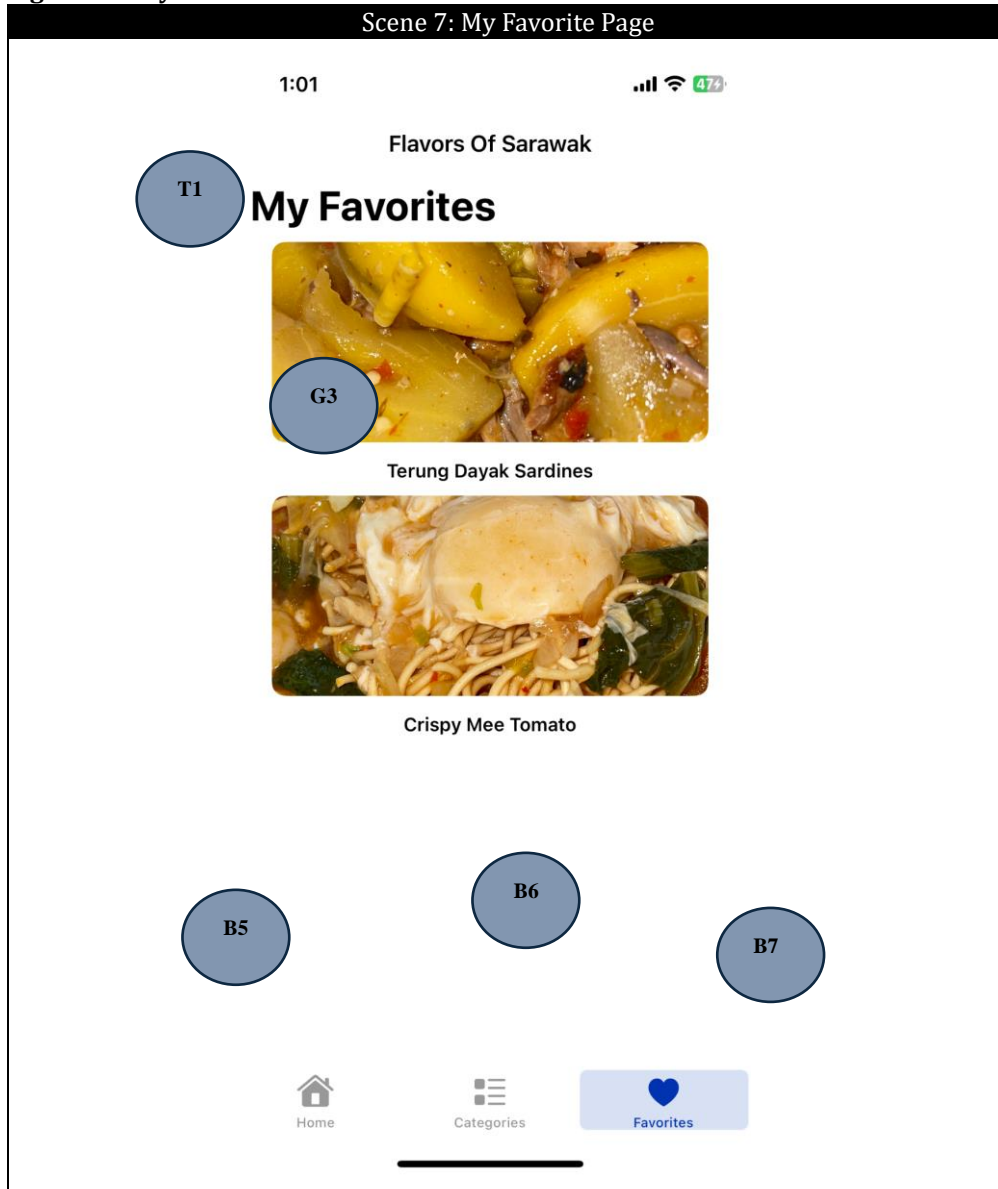 Scene 7: My Favorite Page
1:01
47
Flavors Of Sarawak
T1
My Favorites
G3
Terung Dayak Sardines
Crispy Mee Tomato
B6
B5
B7
Home Categories Favorites